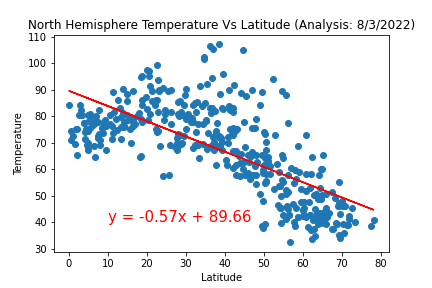 North Hemisphere Temperature Vs Latitude (Analysis: 8/3/2022)
110
100
90
80
70
60
50
40
30
Temperature
y = -0.57x + 89.66
0 10 20 30 40 50 60 70 80
Latitude